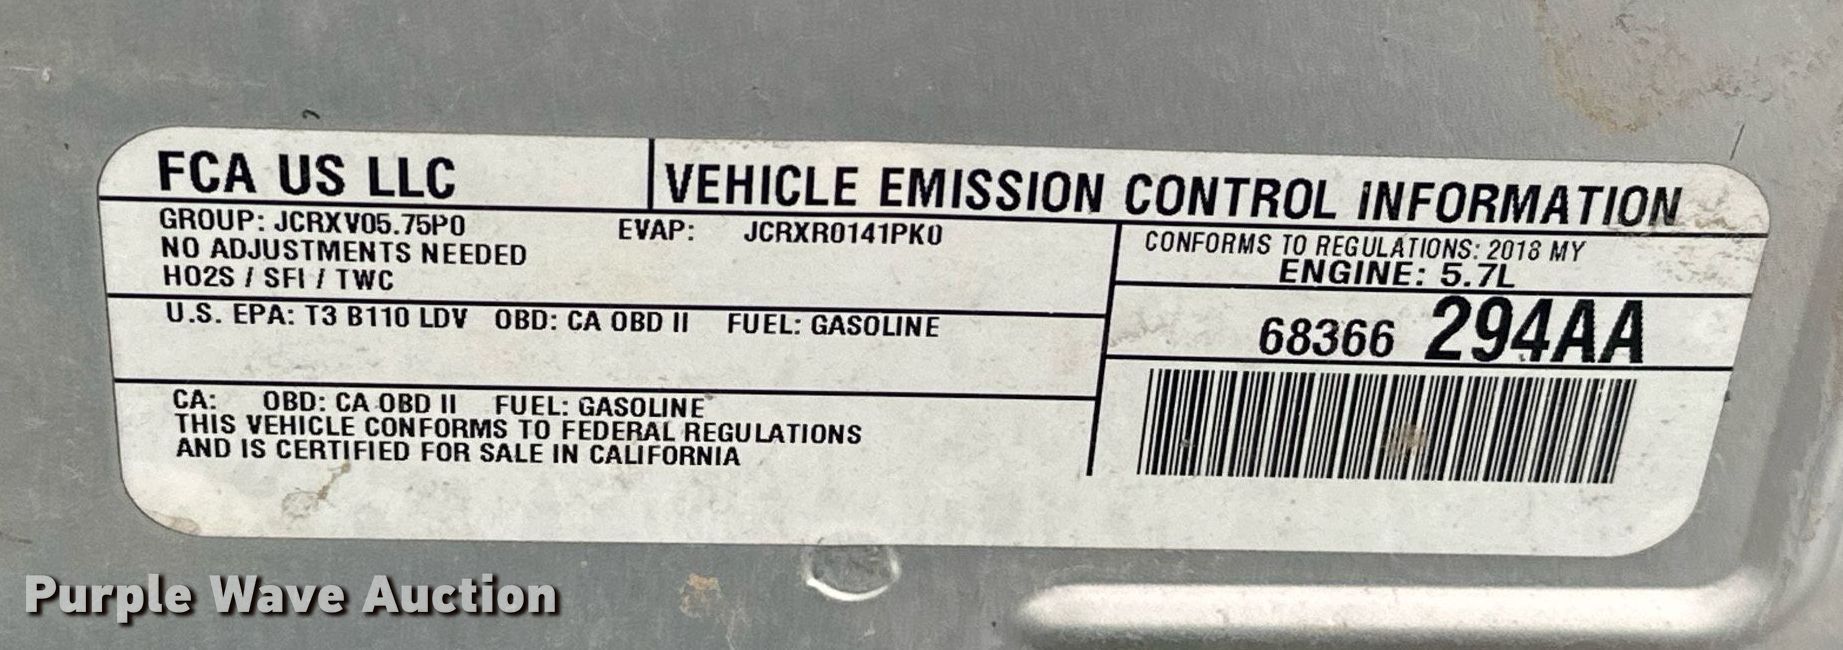 FCA US LLC
VEHICLE EMISSION CONTROL INFORMATION
GROUP: JCRXV05.75P0
EVAP: JCRXR0141PK0
NO ADJUSTMENTS NEEDED
HO2S / SFI / TWC
CONFORMS TO REGULATIONS: 2018 MY
ENGINE: 5.7L
U.S. EPA: T3 B110 LDV OBD: CA OBD II FUEL: GASOLINE
68366 294AA
CA: OBD: CA OBD II FUEL: GASOLINE
THIS VEHICLE CONFORMS TO FEDERAL REGULATIONS
AND IS CERTIFIED FOR SALE IN CALIFORNIA
Purple Wave Auction